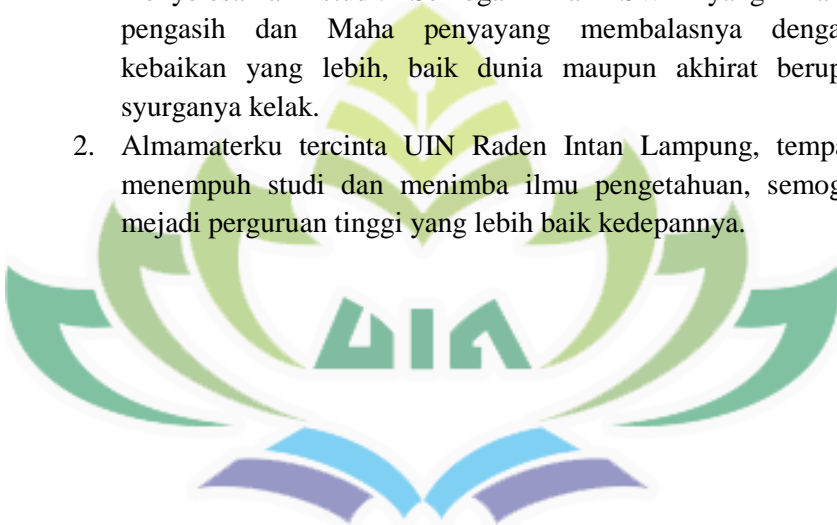 pengasih dan Maha penyayang membalasnya denga
kebaikan yang lebih, baik dunia maupun akhirat berup
syurganya kelak.
2. Almamaterku tercinta UIN Raden Intan Lampung, tempa
menempuh studi dan menimba ilmu pengetahuan, semog
mejadi perguruan tinggi yang lebih baik kedepannya.
UIN